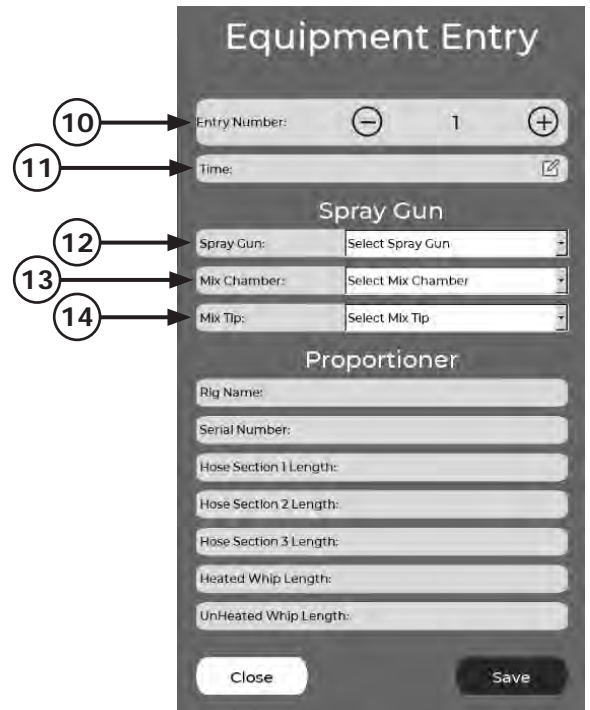 Equipment Entry
10
Entry Number: 1
11
Time:
Spray Gun
12
Spray Gun: Select Spray Gun
13
Mix Chamber: Select Mix Chamber
14
Mix Tip: Select Mix Tip
Proportioner
Rig Name:
Serial Number:
Hose Section 1 Length:
Hose Section 2 Length:
Hose Section 3 Length:
Heated Whip Length:
UnHeated Whip Length:
Close Save